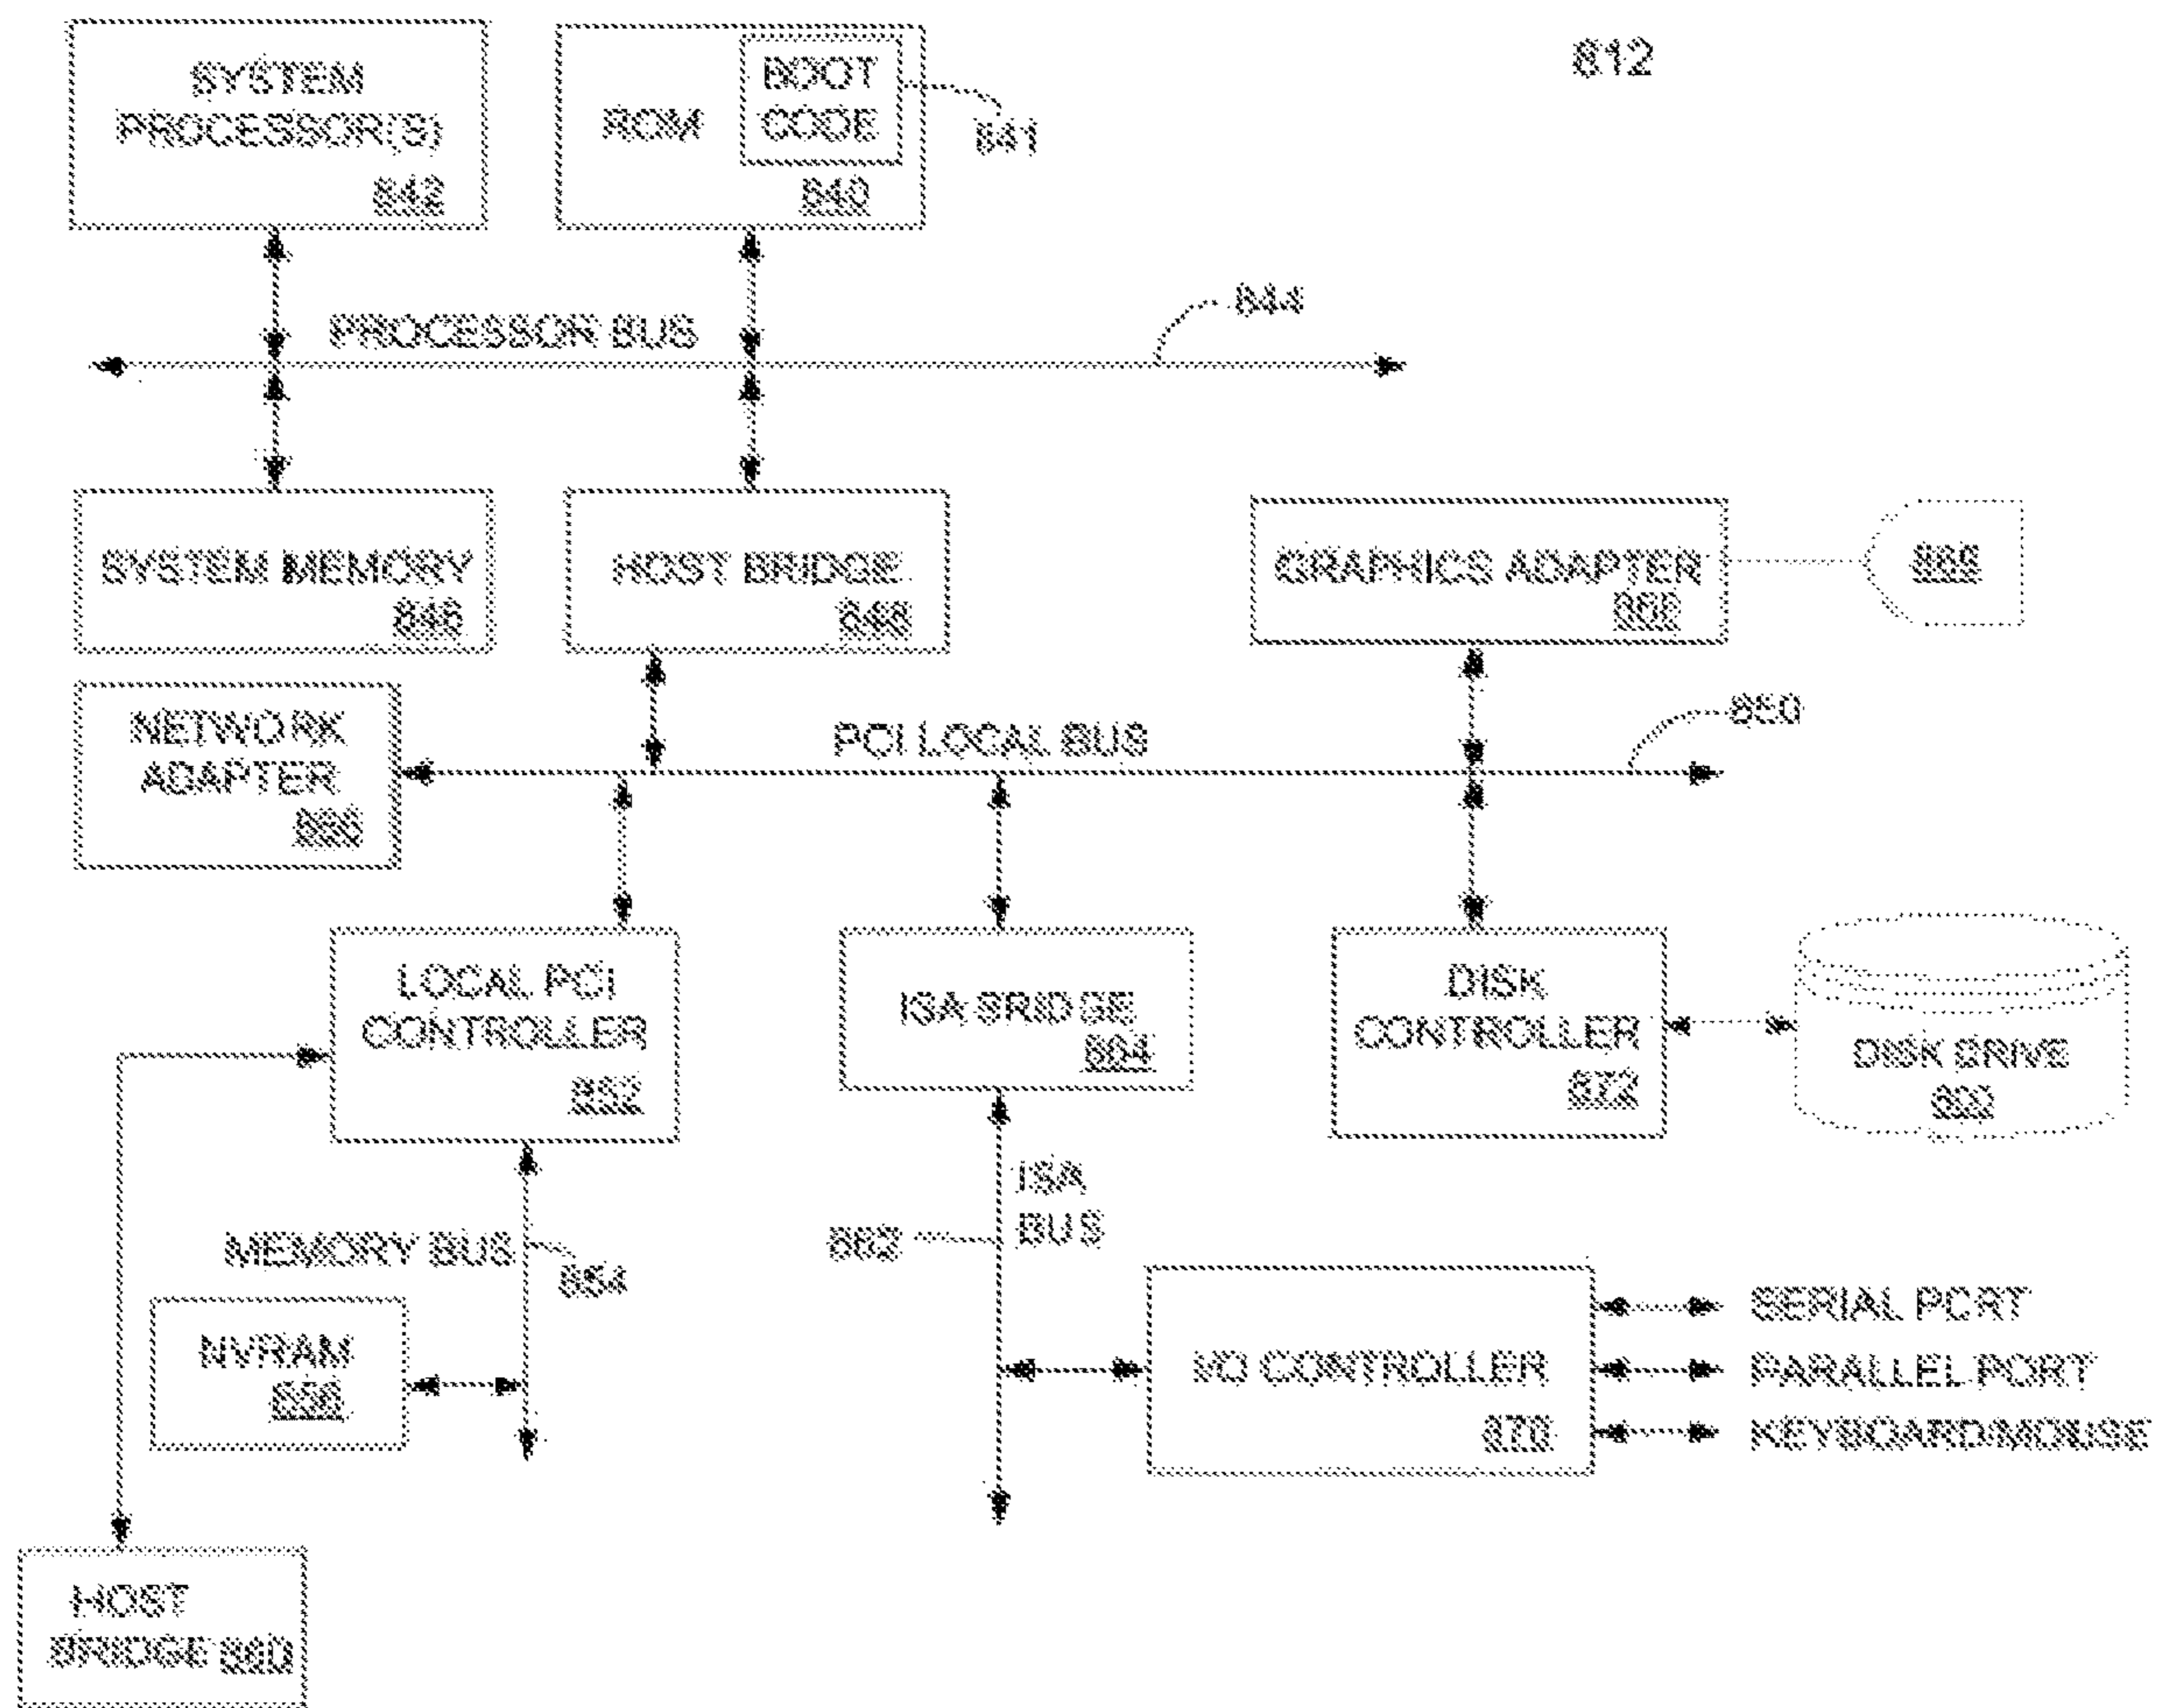 812
SYSTEM
PROCESSOR(S)
842
ROM
BOOT
CODE
840
841
PROCESSOR BUS
844
SYSTEM MEMORY
846
HOST BRIDGE
848
GRAPHICS ADAPTER
NETWORK
ADAPTER
PCI LOCAL BUS
850
LOCAL PCI
CONTROLLER
852
ISA BRIDGE
864
DISK
CONTROLLER
872
DISK DRIVE
ISA
BUS
862
MEMORY BUS
854
NVRAM
856
I/O CONTROLLER
SERIAL PORT
PARALLEL PORT
KEYBOARD/MOUSE
HOST
BRIDGE 860